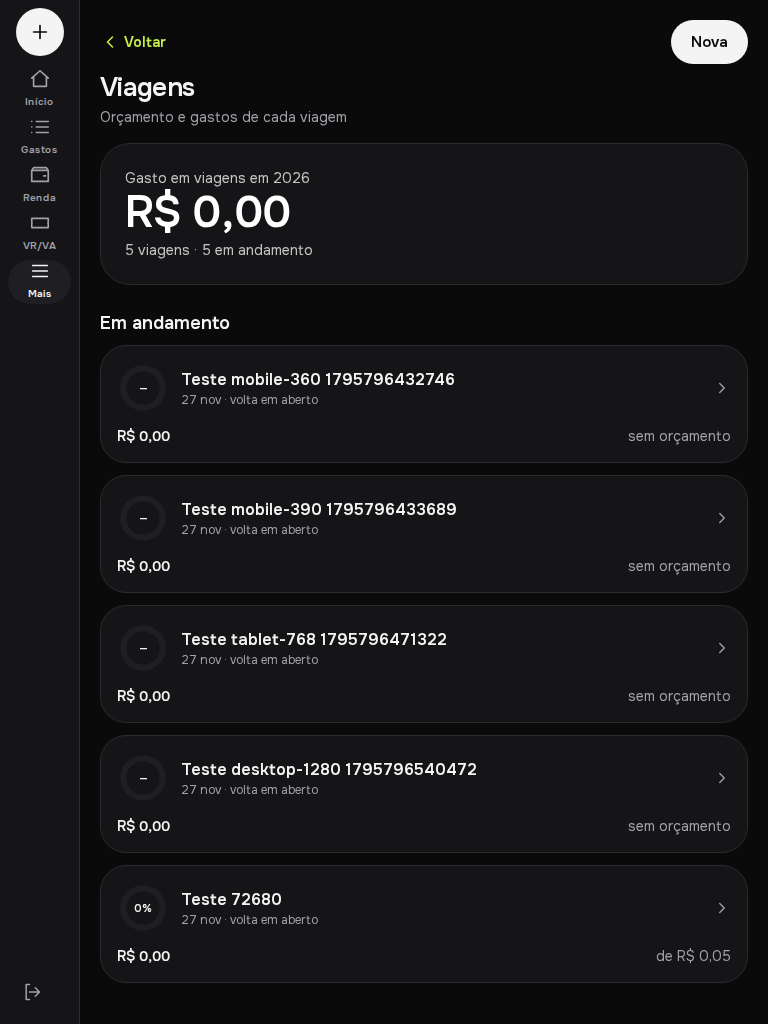 Início
Gastos
Renda
VR/VA
Mais
Voltar
Nova
Viagens
Orçamento e gastos de cada viagem
Gasto em viagens em 2026
R$ 0,00
5 viagens · 5 em andamento
Em andamento
–
Teste mobile-360 1795796432746
27 nov · volta em aberto
R$ 0,00
sem orçamento
–
Teste mobile-390 1795796433689
27 nov · volta em aberto
R$ 0,00
sem orçamento
–
Teste tablet-768 1795796471322
27 nov · volta em aberto
R$ 0,00
sem orçamento
–
Teste desktop-1280 1795796540472
27 nov · volta em aberto
R$ 0,00
sem orçamento
0%
Teste 72680
27 nov · volta em aberto
R$ 0,00
de R$ 0,05